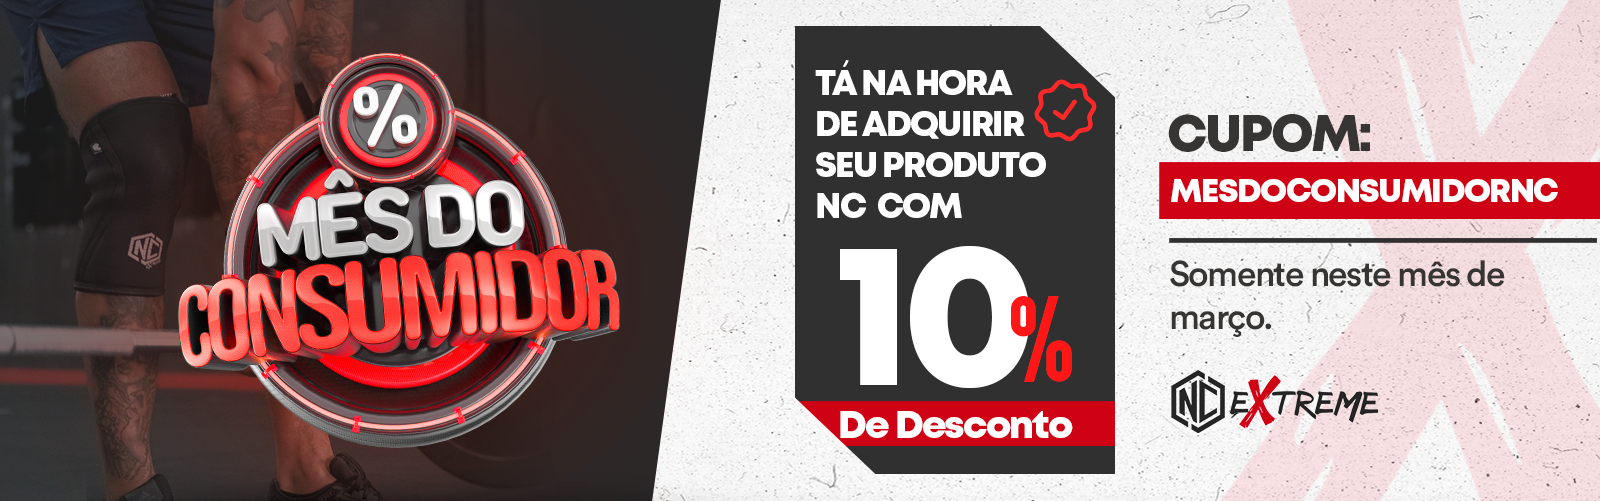 %
MÊS DO
CONSUMIDOR
NC
TÁ NA HORA
DE ADQUIRIR
SEU PRODUTO
NC COM
10%
De Desconto
CUPOM:
MESDOCONSUMIDORNC
Somente neste mês de
março.
NC EXTREME